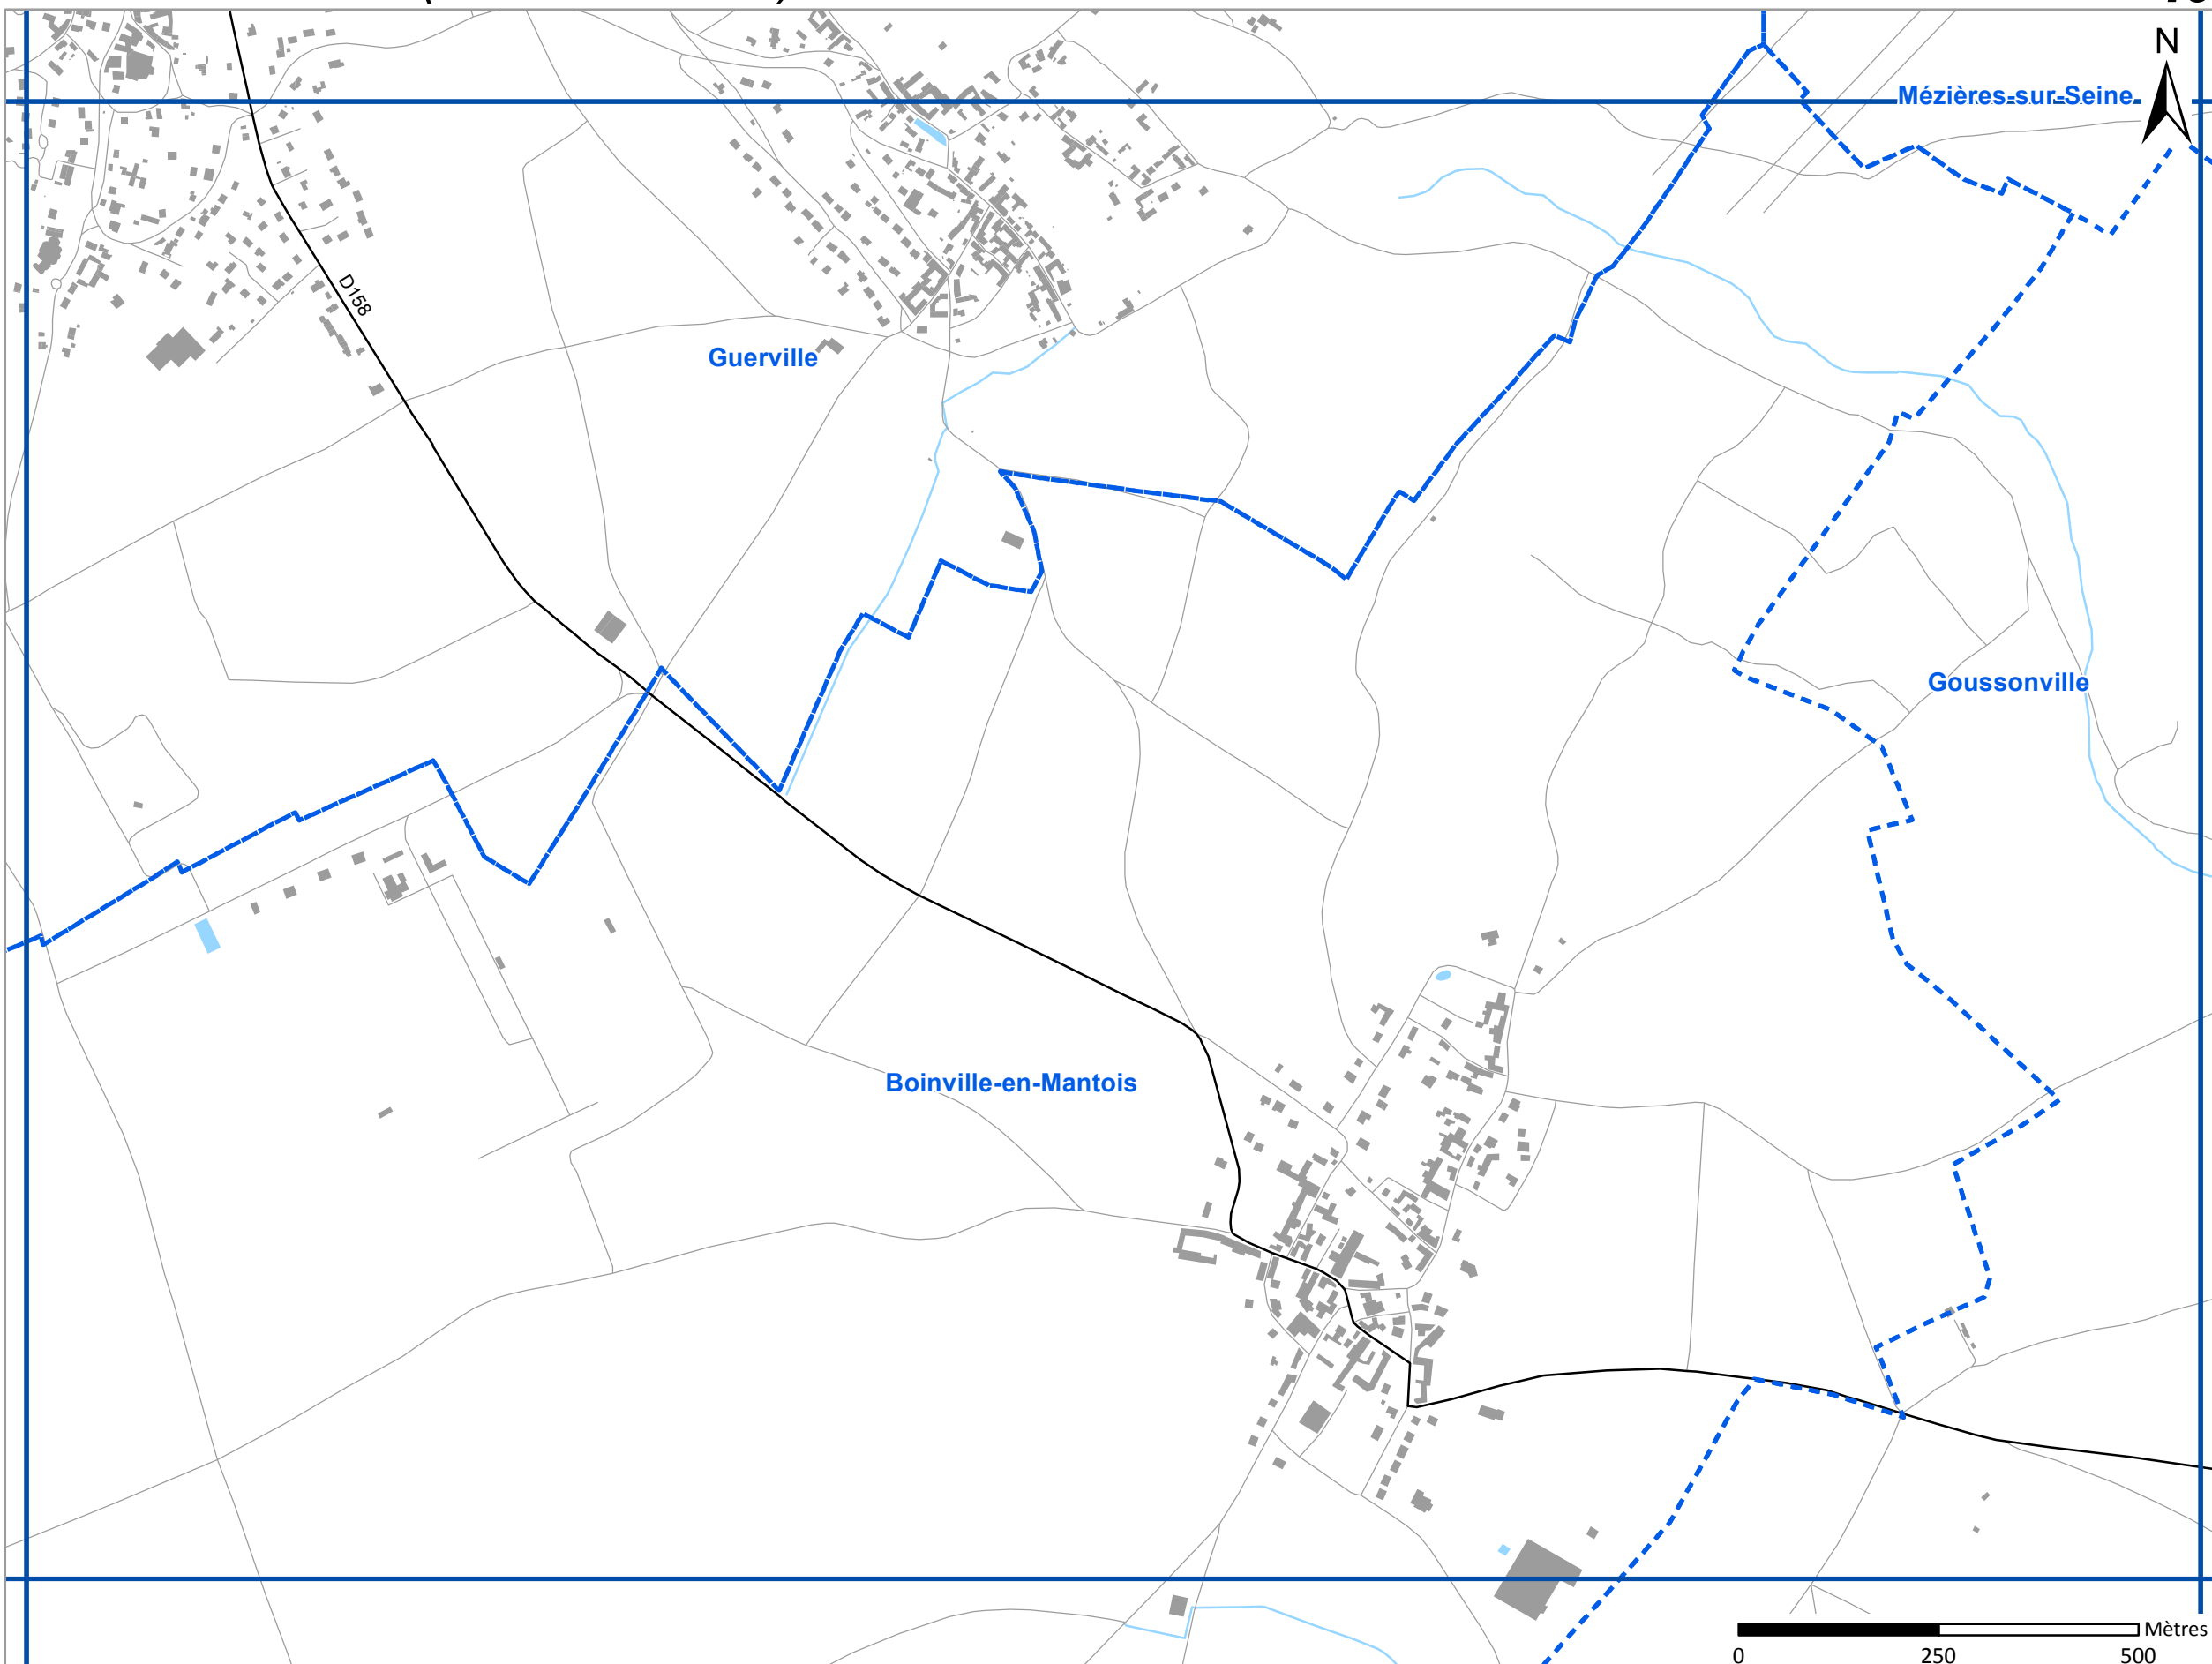 N
Mézières-sur-Seine
D158
Guerville
Goussonville
Boinville-en-Mantois
Mètres
0 250 500